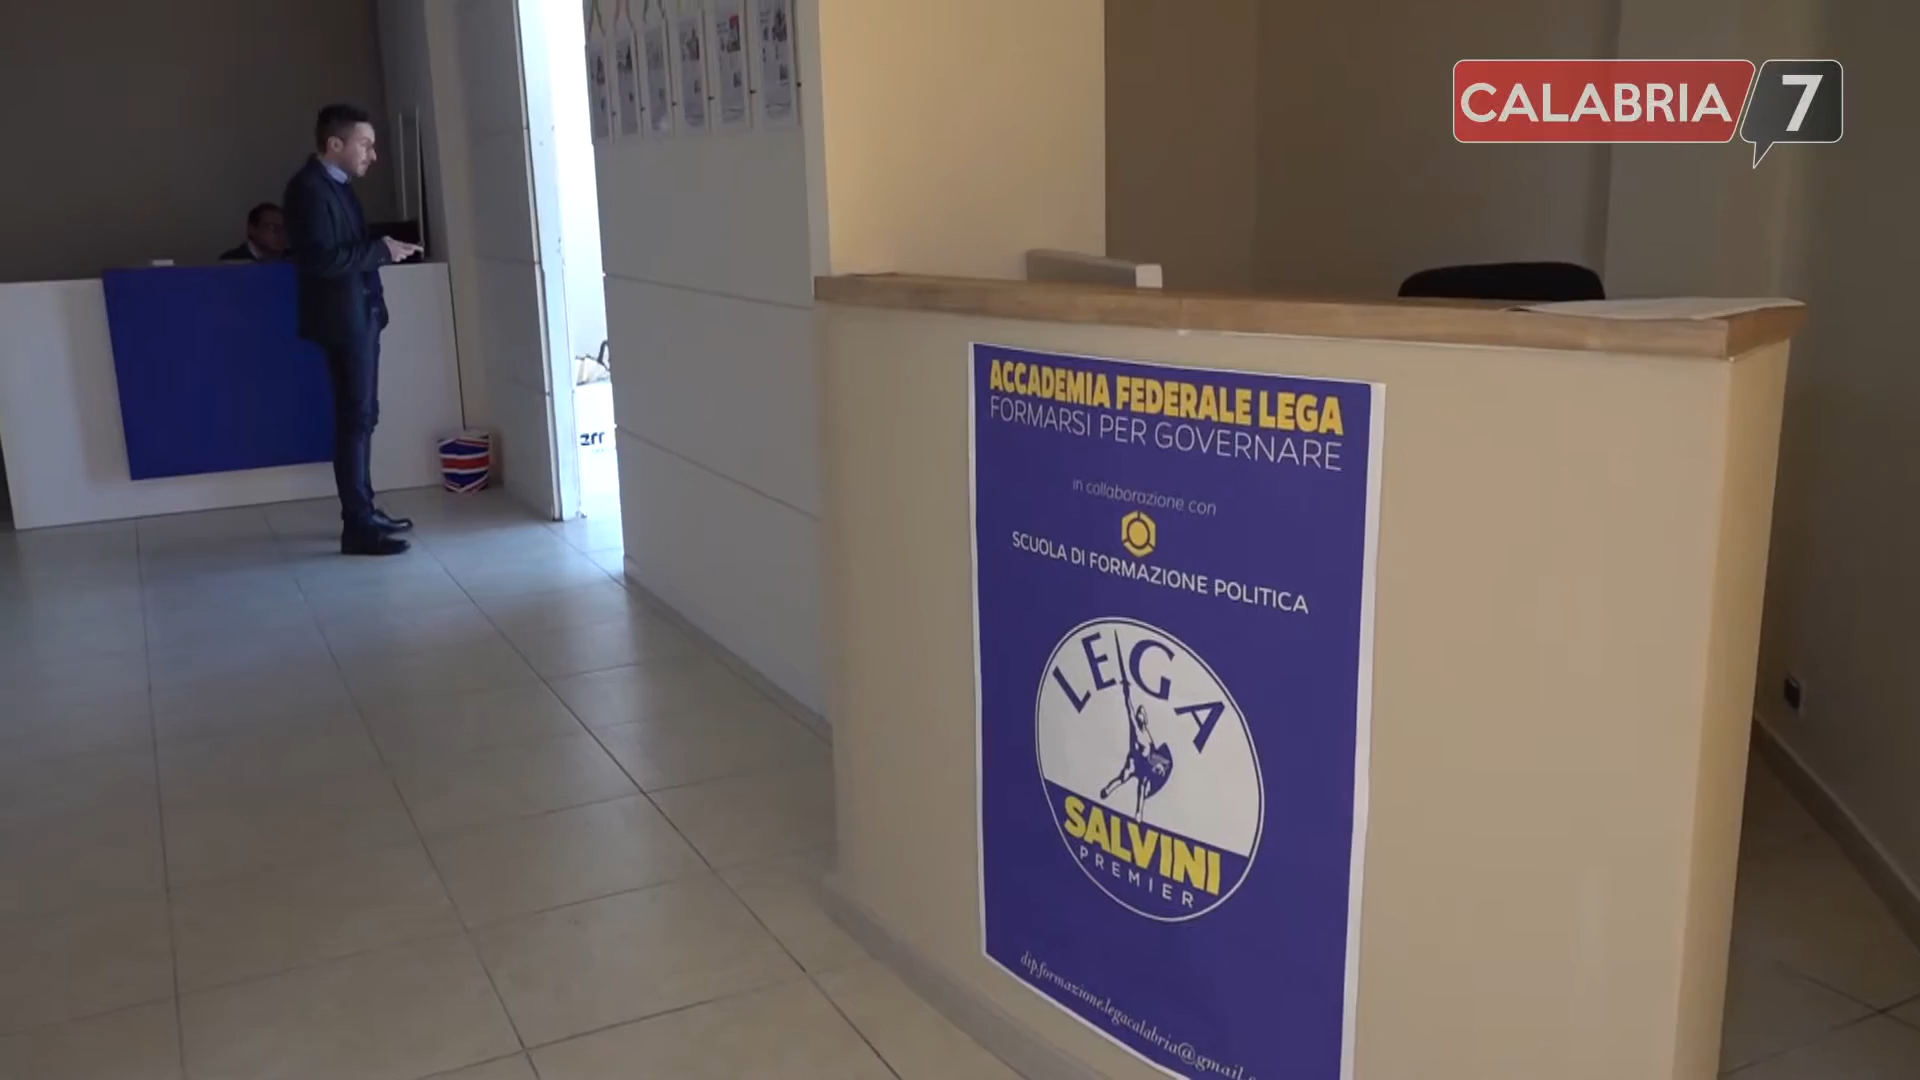 CALABRIA 7
ACCADEMIA FEDERALE LEGA
FORMARSI PER GOVERNARE
in collaborazione con
SCUOLA DI FORMAZIONE POLITICA
LEGA
SALVINI
PREMIER
dip.formazione.legacalabria@gmail.c